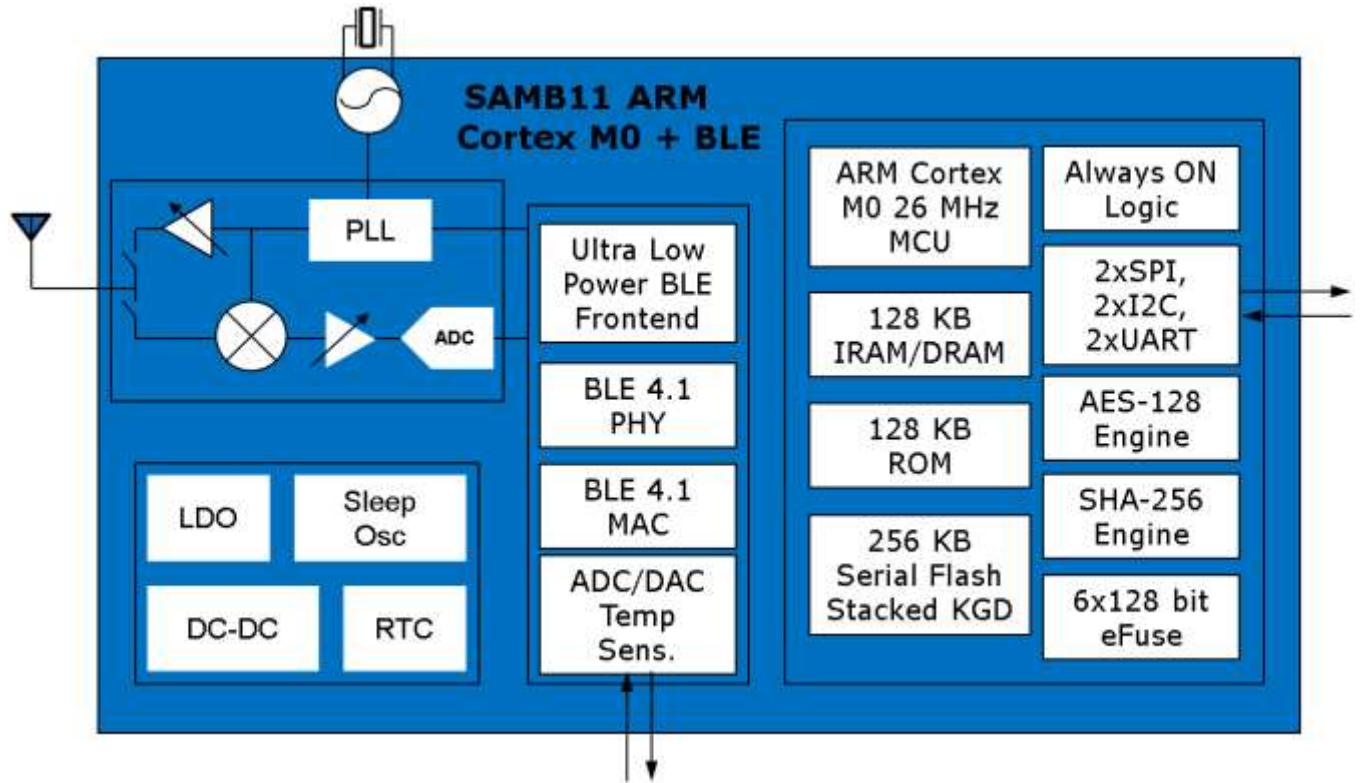 SAMB11 ARM
Cortex M0 + BLE
PLL
ADC
LDO
Sleep
Osc
DC-DC
RTC
Ultra Low
Power BLE
Frontend
BLE 4.1
PHY
BLE 4.1
MAC
ADC/DAC
Temp
Sens.
ARM Cortex
M0 26 MHz
MCU
128 KB
IRAM/DRAM
128 KB
ROM
256 KB
Serial Flash
Stacked KGD
Always ON
Logic
2xSPI,
2xI2C,
2xUART
AES-128
Engine
SHA-256
Engine
6x128 bit
eFuse